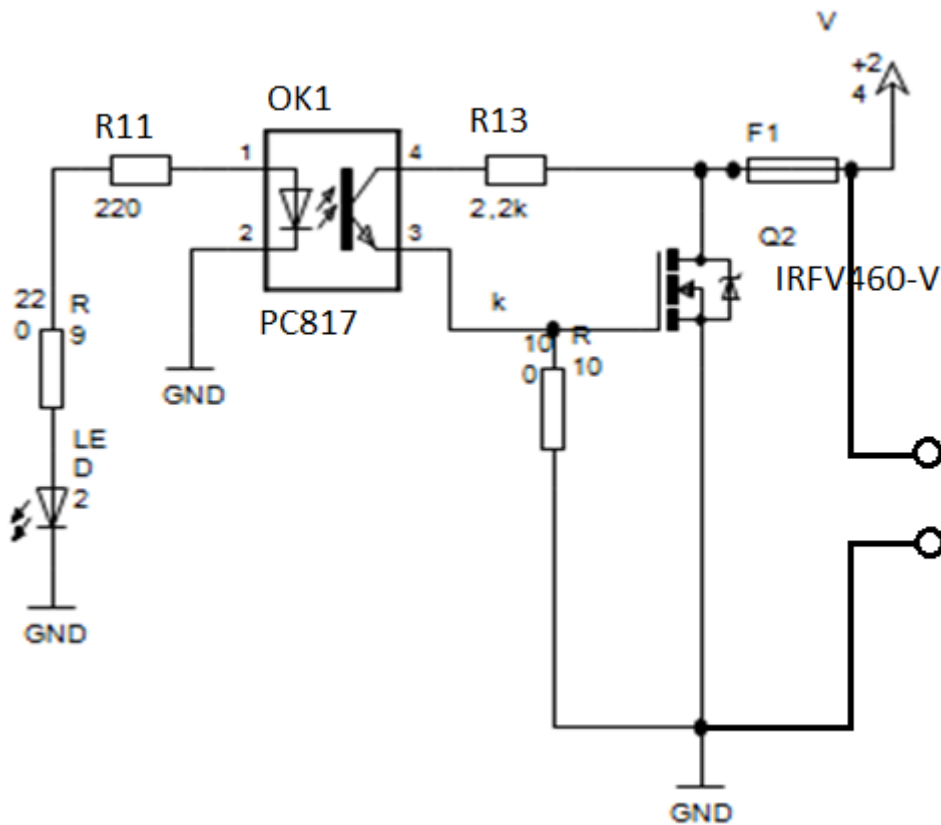 V
+2
4
OK1
R11
R13
F1
1
4
220
2,2k
2
3
Q2
IRFV460-V
22
0
R
9
PC817
k
GND
10
0
R
10
LE
D
2
GND
GND